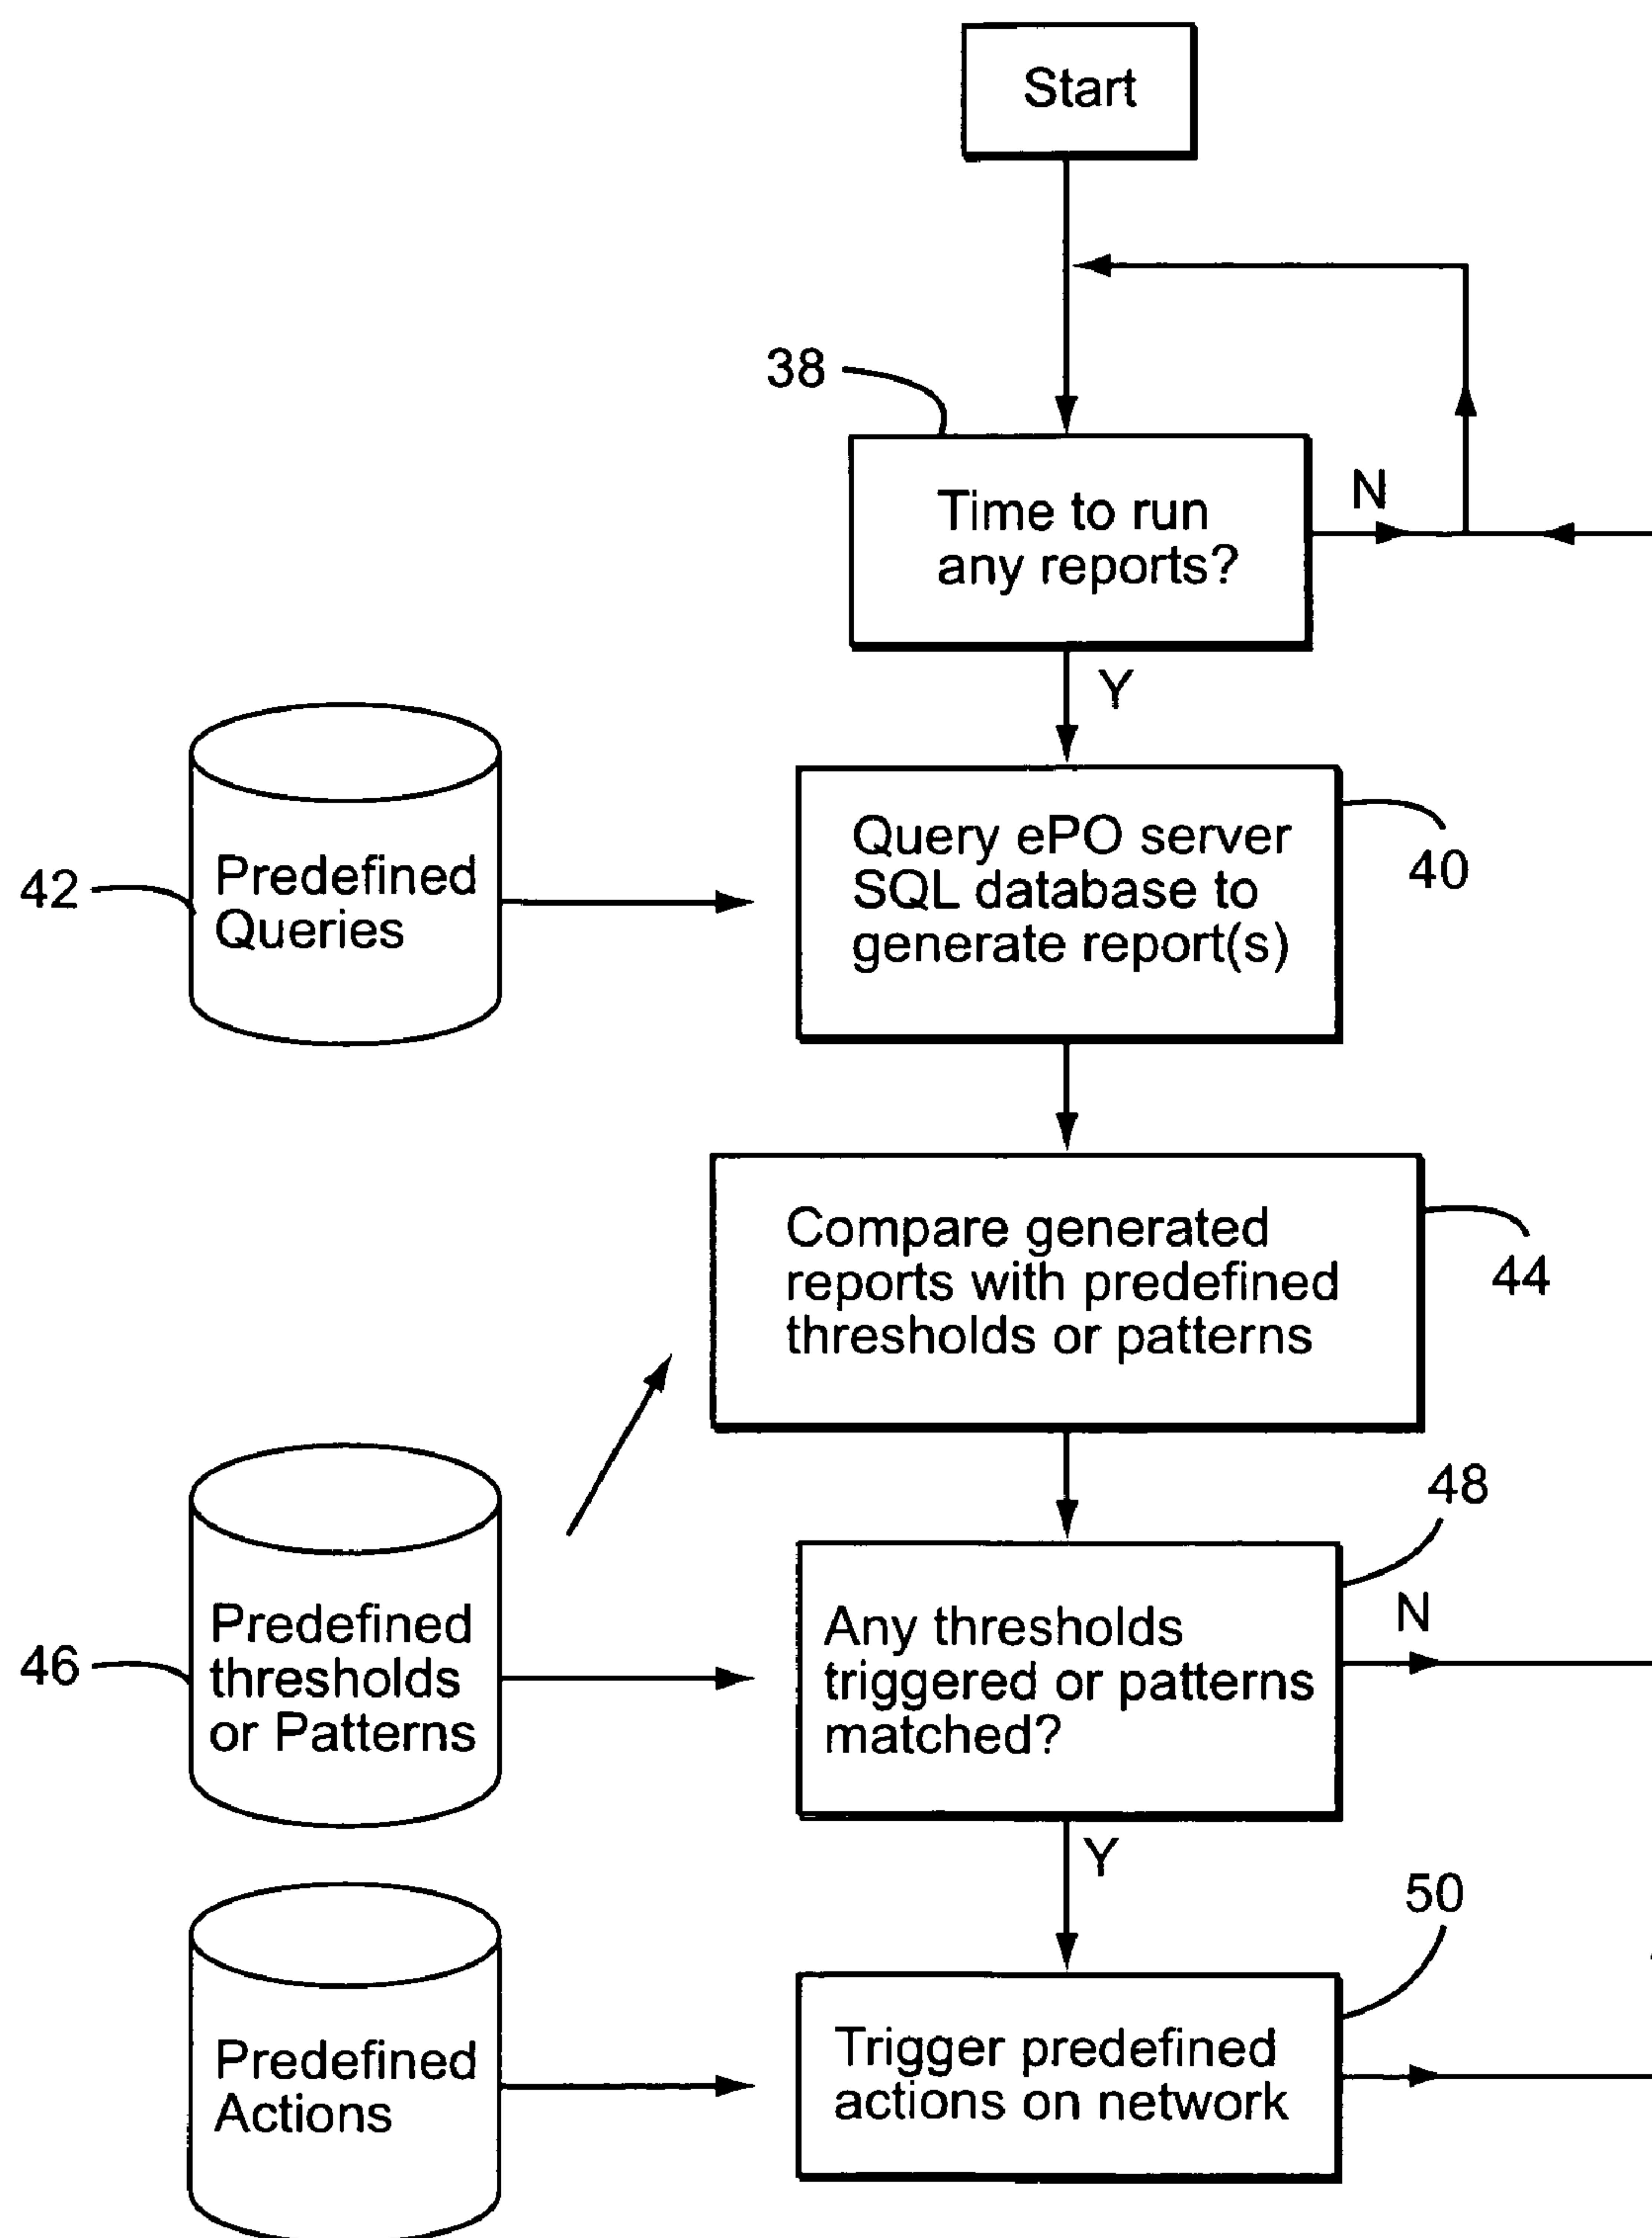 Start
38
Time to run
any reports?
N
Y
42
Predefined
Queries
Query ePO server
SQL database to
generate report(s)
40
Compare generated
reports with predefined
thresholds or patterns
44
46
Predefined
thresholds
or Patterns
Any thresholds
triggered or patterns
matched?
48
N
Y
Predefined
Actions
Trigger predefined
actions on network
50